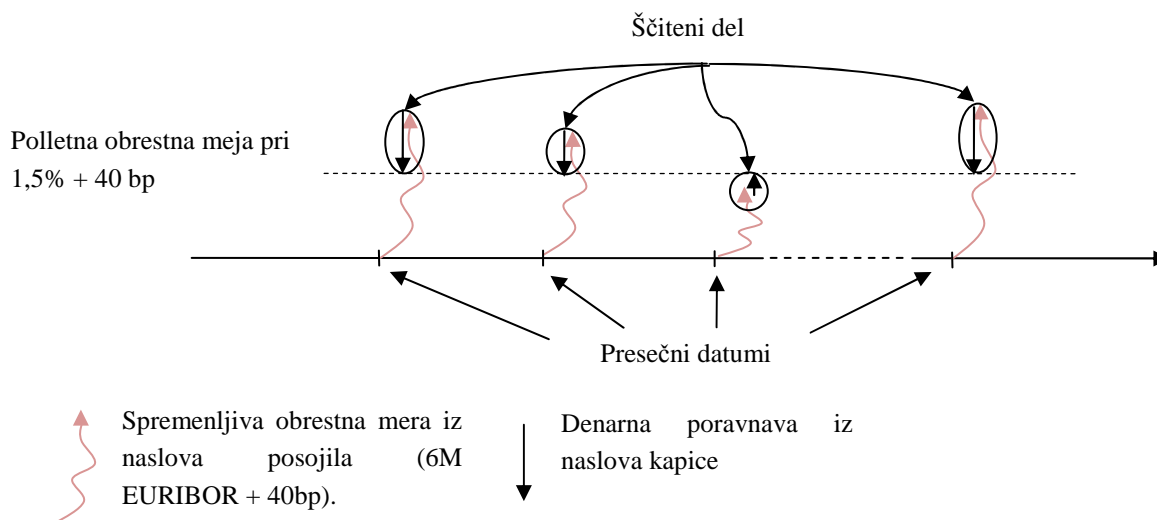 Ščiteni del
Polletna obrestna meja pri
1,5% + 40 bp
Presečni datumi
Spremenljiva obrestna mera iz
naslova posojila (6M
EURIBOR + 40bp).
Denarna poravnava iz
naslova kapice